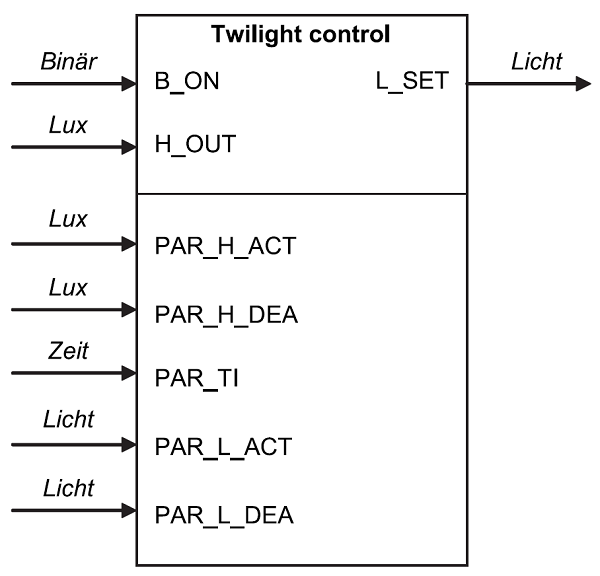 Twilight control
Binär B_ON L_SET Licht
Lux H_OUT
Lux PAR_H_ACT
Lux PAR_H_DEA
Zeit PAR_TI
Licht PAR_L_ACT
Licht PAR_L_DEA